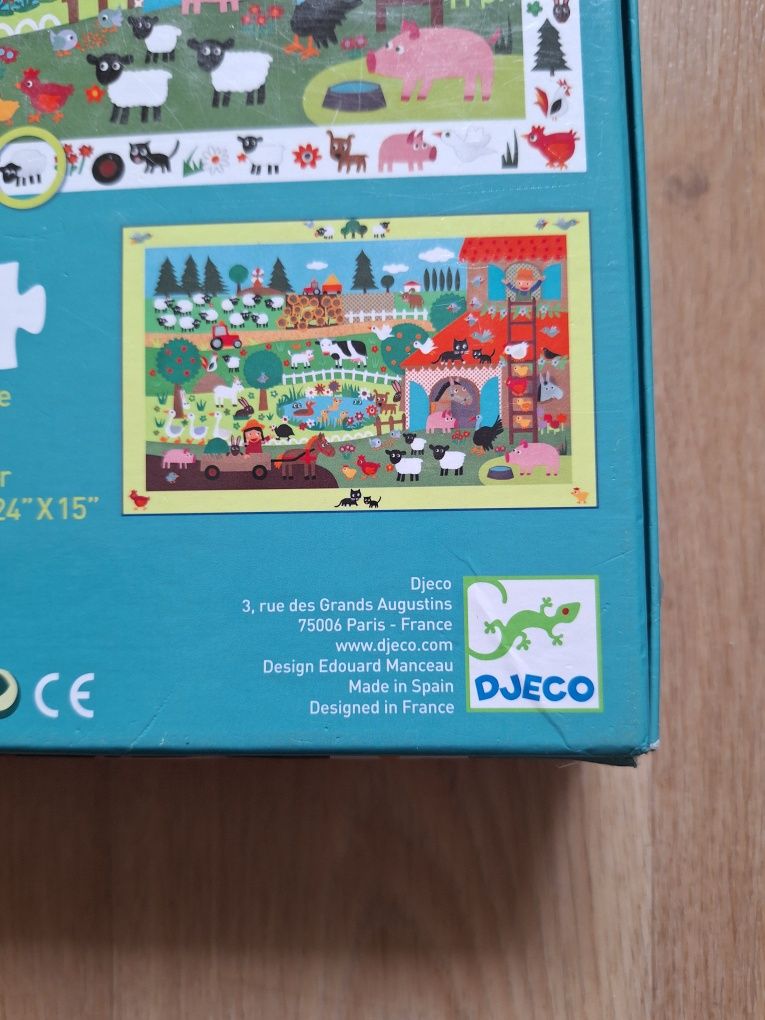 e
r
24" X 15"
Djeco
3, rue des Grands Augustins
75006 Paris - France
www.djeco.com
Design Edouard Manceau
Made in Spain
Designed in France
CE
DJECO